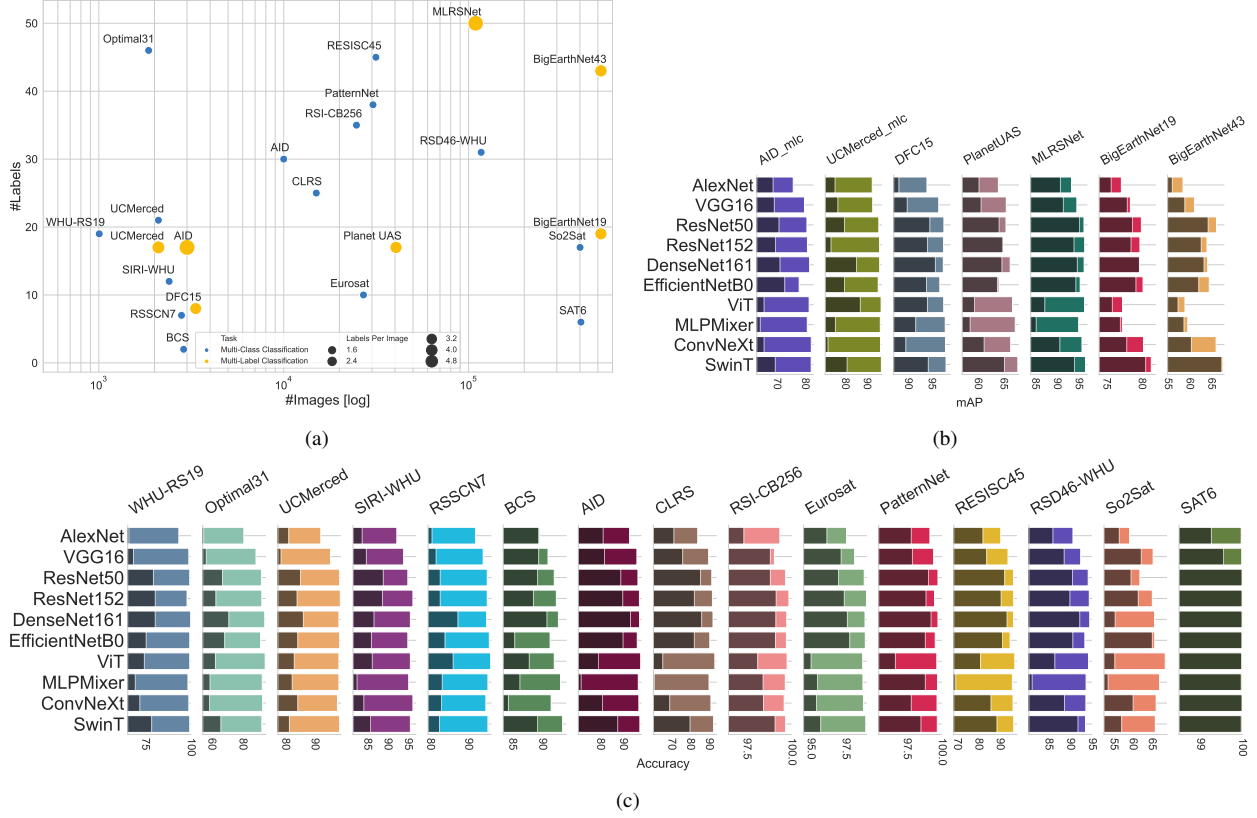 50
40
30
20
10
0
#Labels
MLRSNet
Optimal31
RESISC45
BigEarthNet43
PatternNet
RSI-CB256
AID
RSD46-WHU
CLRS
UCMerced
WHU-RS19
UCMerced AID
Planet UAS
BigEarthNet19
So2Sat
SIRI-WHU
Eurosat
DFC15
RSSCN7
SAT6
BCS
Task
Multi-Class Classification
Multi-Label Classification
Labels Per Image
1.6
2.4
3.2
4.0
4.8
10^3
10^4
10^5
#Images [log]
(a)
AID_mlc
UCMerced_mlc
DFC15
PlanetUAS
MLRSNet
BigEarthNet19
BigEarthNet43
AlexNet
VGG16
ResNet50
ResNet152
DenseNet161
EfficientNetB0
ViT
MLPMixer
ConvNeXt
SwinT
70 80 80 90 90 95 60 65 85 90 95 75 80 55 60 65
mAP
(b)
WHU-RS19
Optimal31
UCMerced
SIRI-WHU
RSSCN7
BCS
AID
CLRS
RSI-CB256
Eurosat
PatternNet
RESISC45
RSD46-WHU
So2Sat
SAT6
AlexNet
VGG16
ResNet50
ResNet152
DenseNet161
EfficientNetB0
ViT
MLPMixer
ConvNeXt
SwinT
75 100 60 80 80 90 85 90 95 80 85 90 85 90 80 90 70 80 90 97.5 100.0 95.0 97.5 97.5 100.0 70 80 90 85 90 95 55 60 65 99 100
Accuracy
(c)